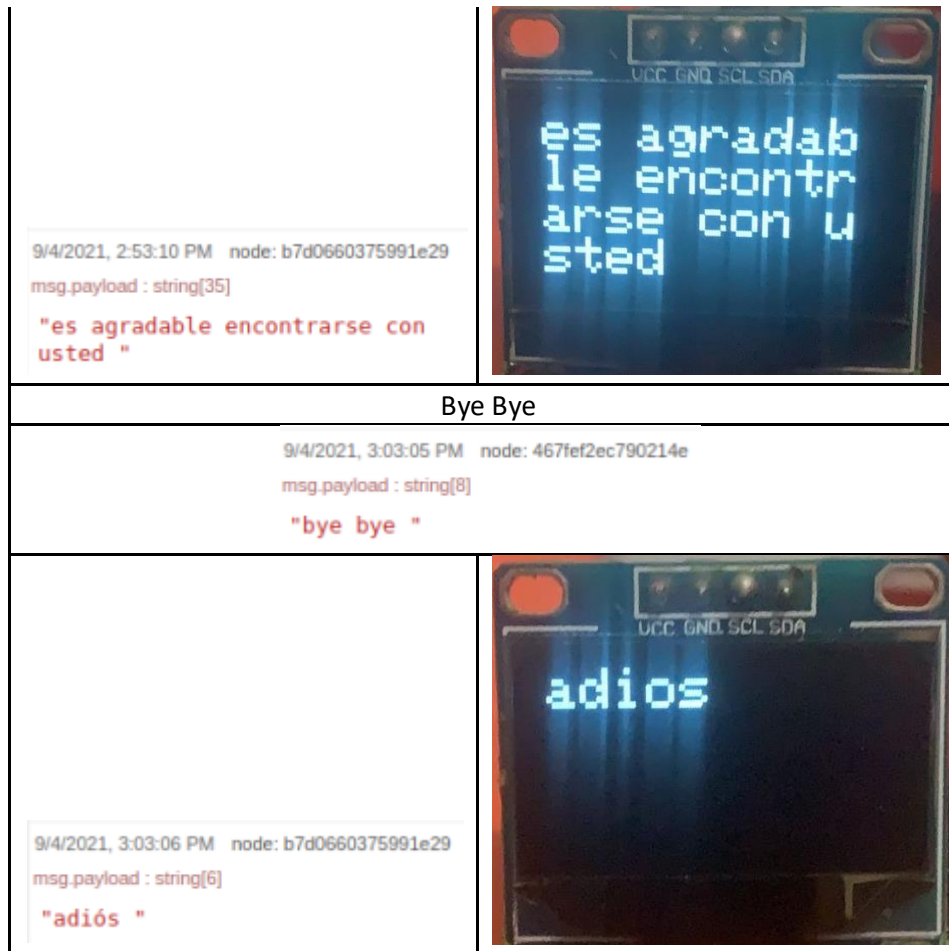 VCC GND SCL SDA
es agradab
le encontr
arse con u
sted
9/4/2021, 2:53:10 PM node: b7d0660375991e29
msg.payload : string[35]
"es agradable encontrarse con
usted "
Bye Bye
9/4/2021, 3:03:05 PM node: 467fef2ec790214e
msg.payload : string[8]
"bye bye "
VCC GND SCL SDA
adios
9/4/2021, 3:03:06 PM node: b7d0660375991e29
msg.payload : string[6]
"adiós "